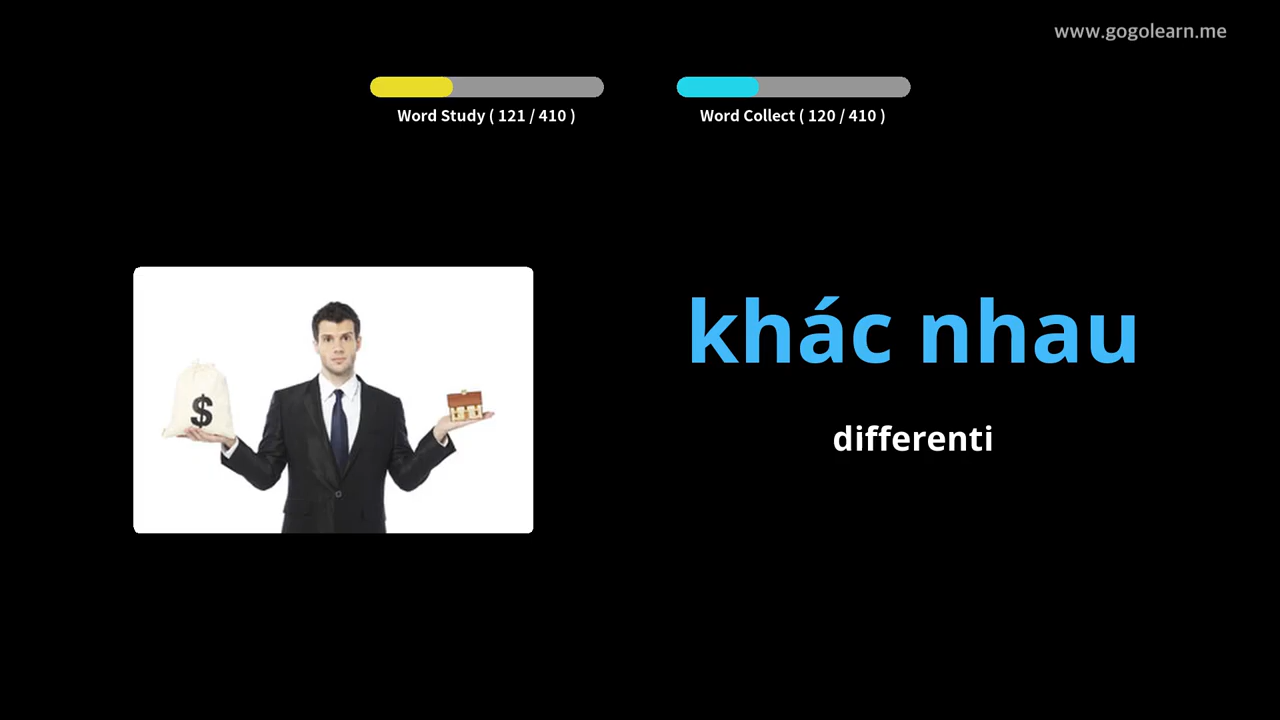 www.gogolearn.me
Word Study ( 121 / 410 )
Word Collect ( 120 / 410 )
$
khác nhau
differenti